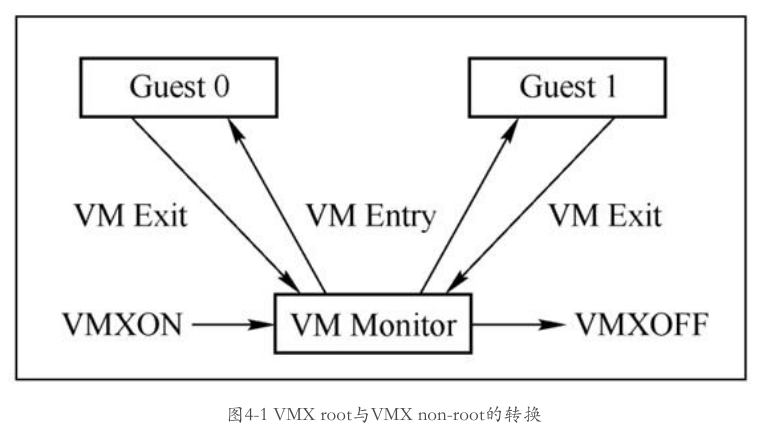 Guest 0
Guest 1
VM Exit
VM Entry
VM Exit
VMXON
VM Monitor
VMXOFF
图4-1 VMX root与VMX non-root的转换